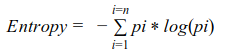 i=n
Entropy = - Σ pi * log(pi)
i=1